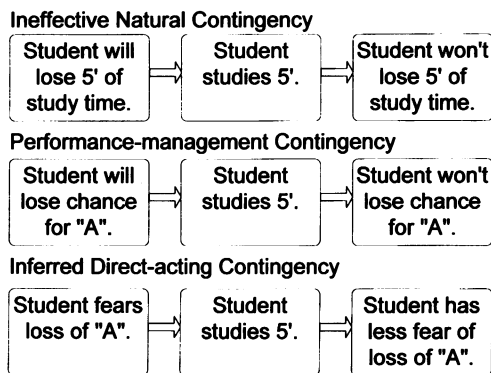 Ineffective Natural Contingency
Student will
lose 5' of
study time.
Student
studies 5'.
Student won't
lose 5' of
study time.
Performance-management Contingency
Student will
lose chance
for "A".
Student
studies 5'.
Student won't
lose chance
for "A".
Inferred Direct-acting Contingency
Student fears
loss of "A".
Student
studies 5'.
Student has
less fear of
loss of "A".